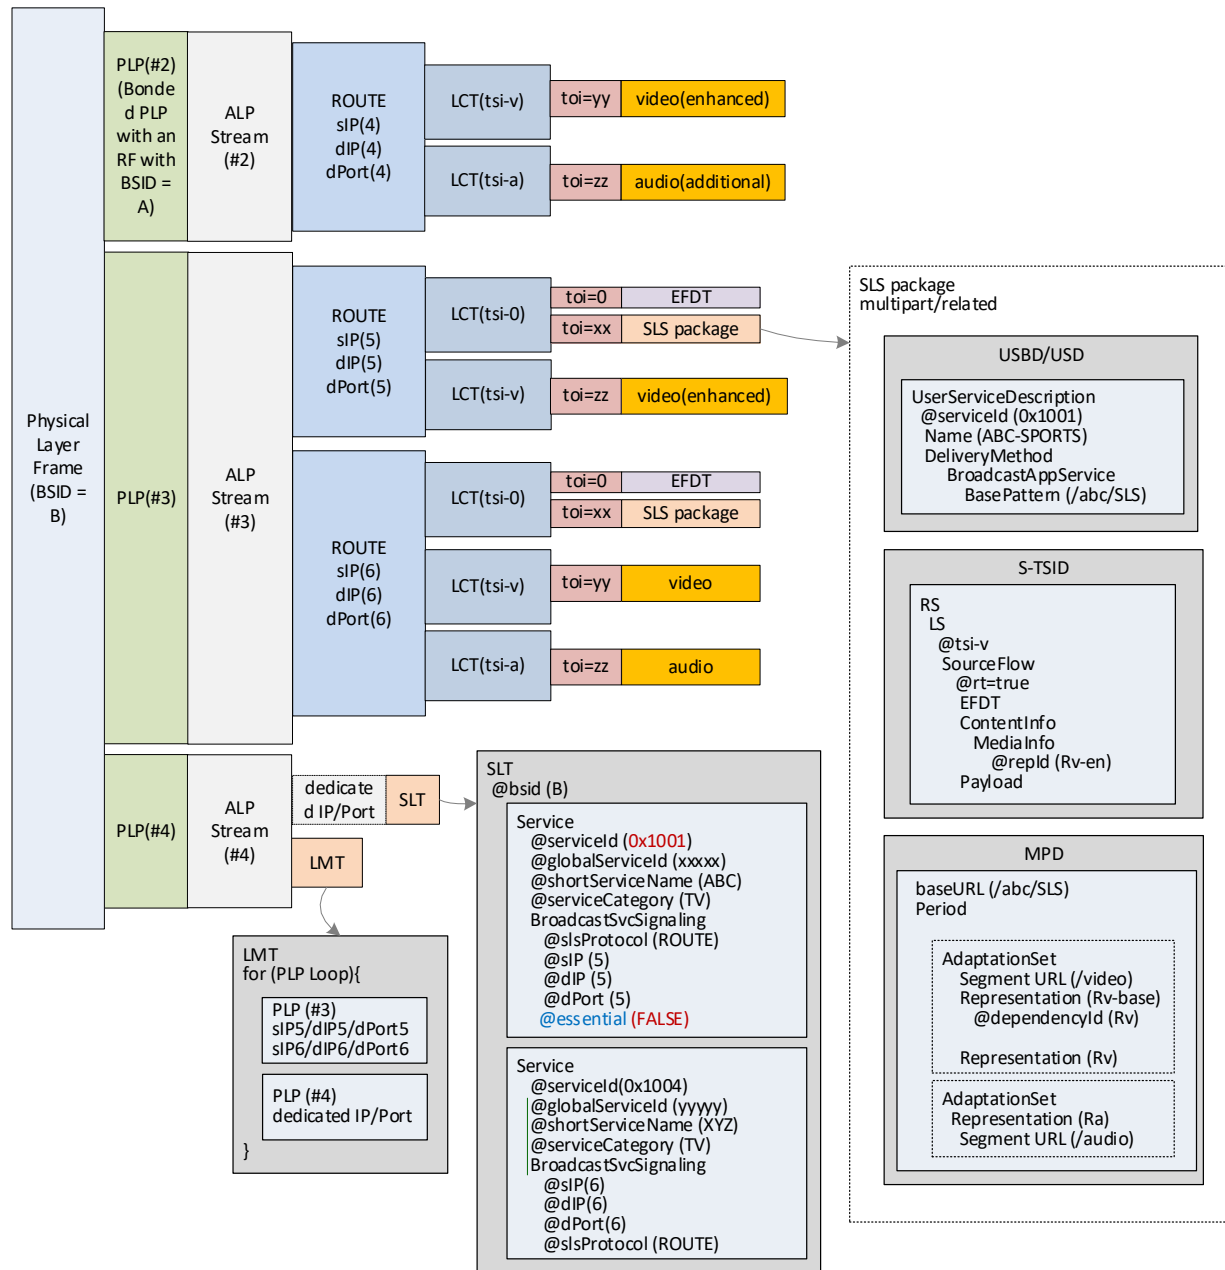 Physical
Layer
Frame
(BSID =
B)
PLP(#2)
(Bonde
d PLP
with an
RF with
BSID =
A)
ALP
Stream
(#2)
ROUTE
sIP(4)
dIP(4)
dPort(4)
LCT(tsi-v)
toi=yy
video(enhanced)
LCT(tsi-a)
toi=zz
audio(additional)
PLP(#3)
ALP
Stream
(#3)
ROUTE
sIP(5)
dIP(5)
dPort(5)
LCT(tsi-0)
toi=0
EFDT
toi=xx
SLS package
LCT(tsi-v)
toi=zz
video(enhanced)
ROUTE
sIP(6)
dIP(6)
dPort(6)
LCT(tsi-0)
toi=0
EFDT
toi=xx
SLS package
LCT(tsi-v)
toi=yy
video
LCT(tsi-a)
toi=zz
audio
PLP(#4)
ALP
Stream
(#4)
dedicate
d IP/Port
SLT
LMT
LMT
for (PLP Loop){
PLP (#3)
sIP5/dIP5/dPort5
sIP6/dIP6/dPort6
PLP (#4)
dedicated IP/Port
}
SLT
@bsid (B)
Service
@serviceId (0x1001)
@globalServiceId (xxxxx)
@shortServiceName (ABC)
@serviceCategory (TV)
BroadcastSvcSignaling
@slsProtocol (ROUTE)
@sIP (5)
@dIP (5)
@dPort (5)
@essential (FALSE)
Service
@serviceId(0x1004)
@globalServiceId (yyyyy)
@shortServiceName (XYZ)
@serviceCategory (TV)
BroadcastSvcSignaling
@sIP(6)
@dIP(6)
@dPort(6)
@slsProtocol (ROUTE)
SLS package
multipart/related
USBD/USD
UserServiceDescription
@serviceId (0x1001)
Name (ABC-SPORTS)
DeliveryMethod
BroadcastAppService
BasePattern (/abc/SLS)
S-TSID
RS
LS
@tsi-v
SourceFlow
@rt=true
EFDT
ContentInfo
MediaInfo
@repId (Rv-en)
Payload
MPD
baseURL (/abc/SLS)
Period
AdaptationSet
Segment URL (/video)
Representation (Rv-base)
@dependencyId (Rv)
Representation (Rv)
AdaptationSet
Representation (Ra)
Segment URL (/audio)